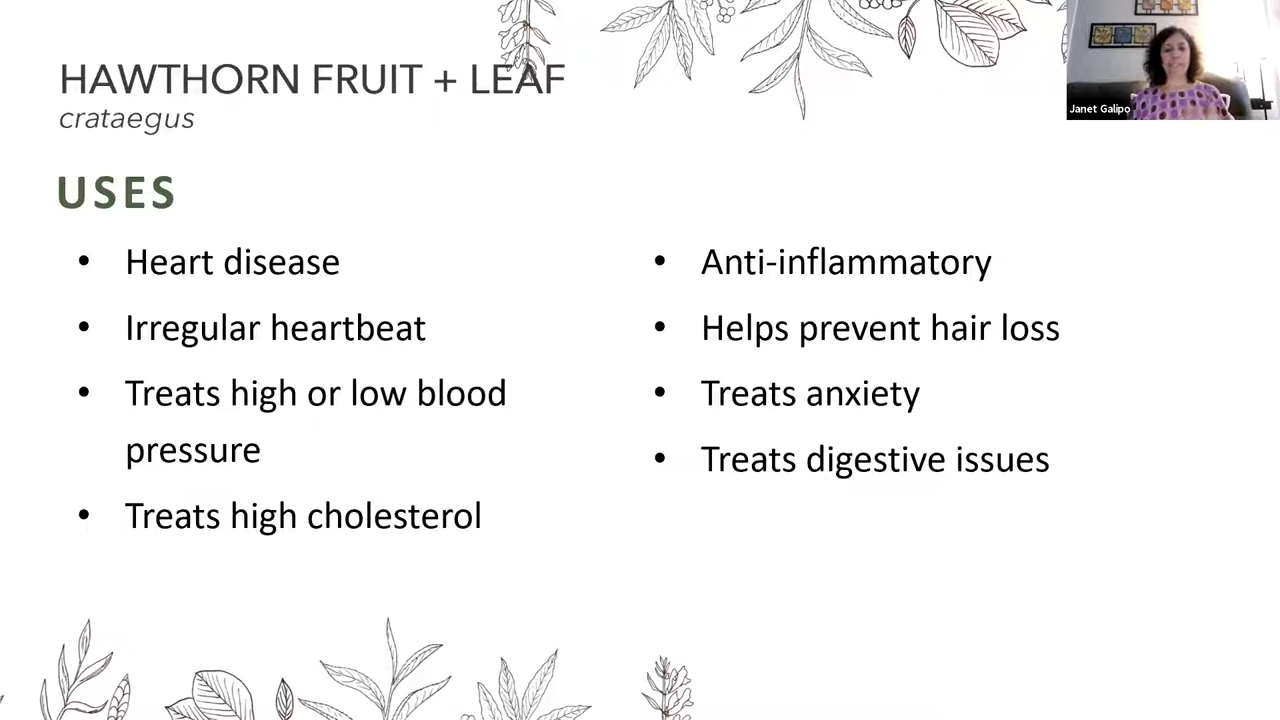 HAWTHORN FRUIT + LEAF
crataegus
USES
• Heart disease
• Irregular heartbeat
• Treats high or low blood
pressure
• Treats high cholesterol
• Anti-inflammatory
• Helps prevent hair loss
• Treats anxiety
• Treats digestive issues
Janet Galipo